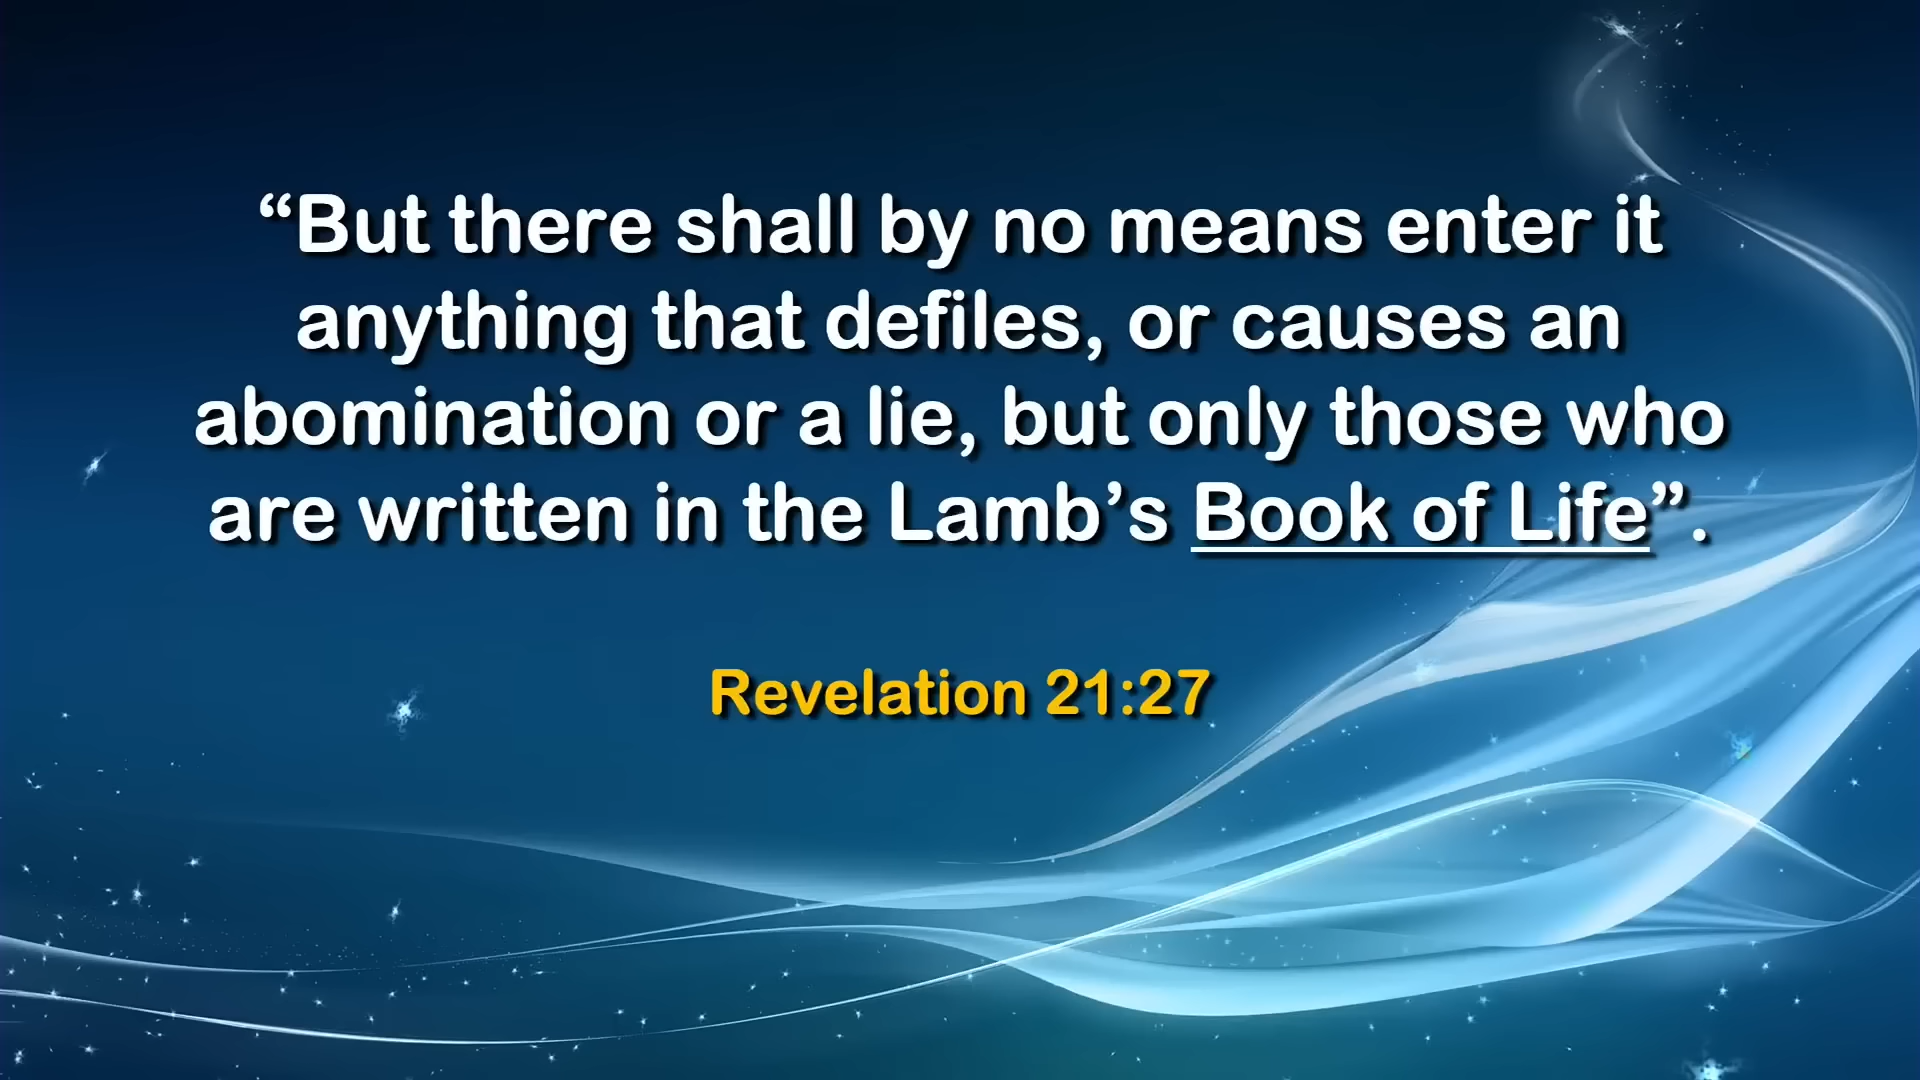 “But there shall by no means enter it
anything that defiles, or causes an
abomination or a lie, but only those who
are written in the Lamb’s Book of Life”.
Revelation 21:27